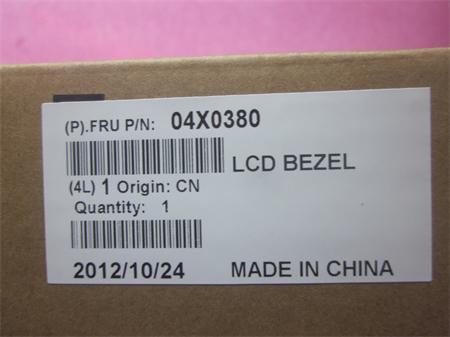 (P).FRU P/N: 04X0380
LCD BEZEL
(4L) 1 Origin: CN
Quantity: 1
2012/10/24 MADE IN CHINA